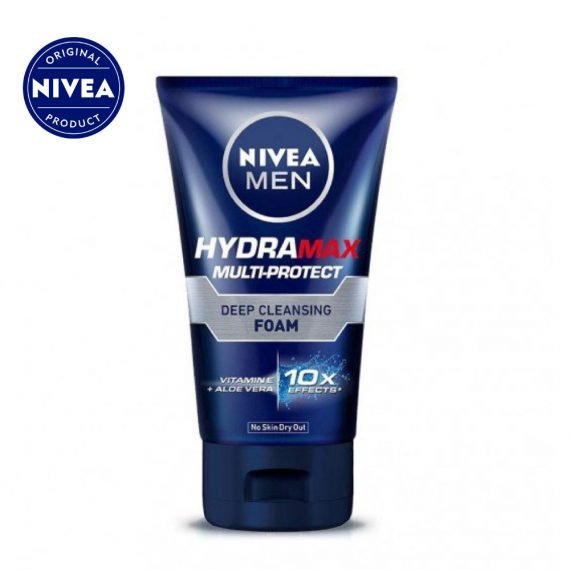 ORIGINAL
NIVEA
PRODUCT
NIVEA
MEN
HYDRAMAX
MULTI-PROTECT
DEEP CLEANSING
FOAM
VITAMIN E
+ ALOE VERA
10x
EFFECTS*
No Skin Dry Out